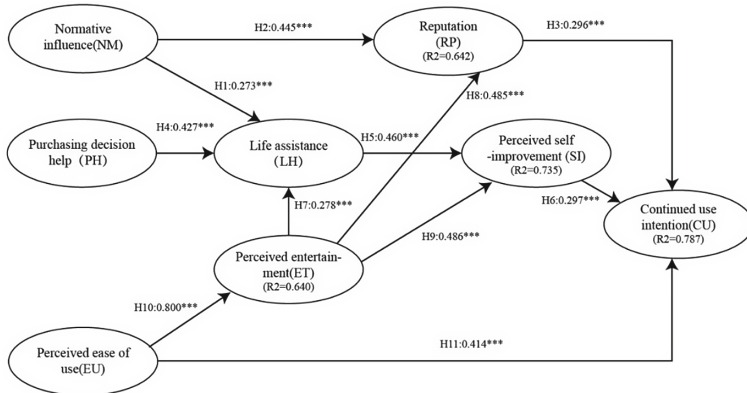 Normative
influence(NM)
H2:0.445***
Reputation
(RP)
(R2=0.642)
H3:0.296***
H1:0.273***
H8:0.485***
Purchasing decision
help（PH）
H4:0.427***
Life assistance
(LH)
H5:0.460***
Perceived self
-improvement (SI)
(R2=0.735)
H7:0.278***
H6:0.297***
Continued use
intention(CU)
(R2=0.787)
H9:0.486***
Perceived entertain-
ment(ET)
(R2=0.640)
H10:0.800***
Perceived ease of
use(EU)
H11:0.414***